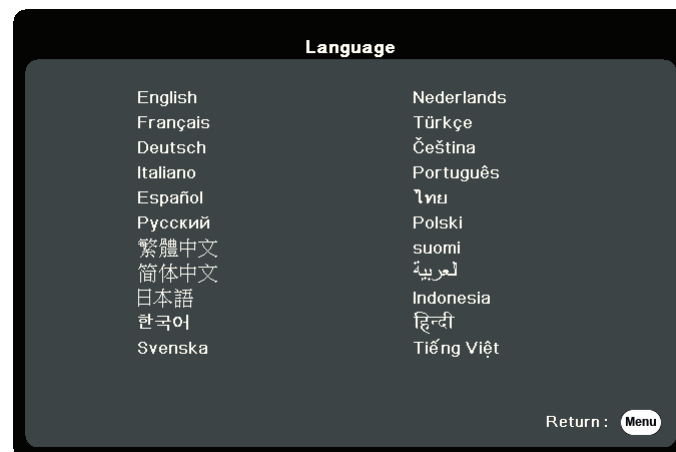 Language
English
Français
Deutsch
Italiano
Español
Русский
繁體中文
简体中文
日本語
한국어
Svenska
Nederlands
Türkçe
Čeština
Português
ไทย
Polski
suomi
لعربية
Indonesia
हिन्दी
Tiếng Việt
Return: Menu